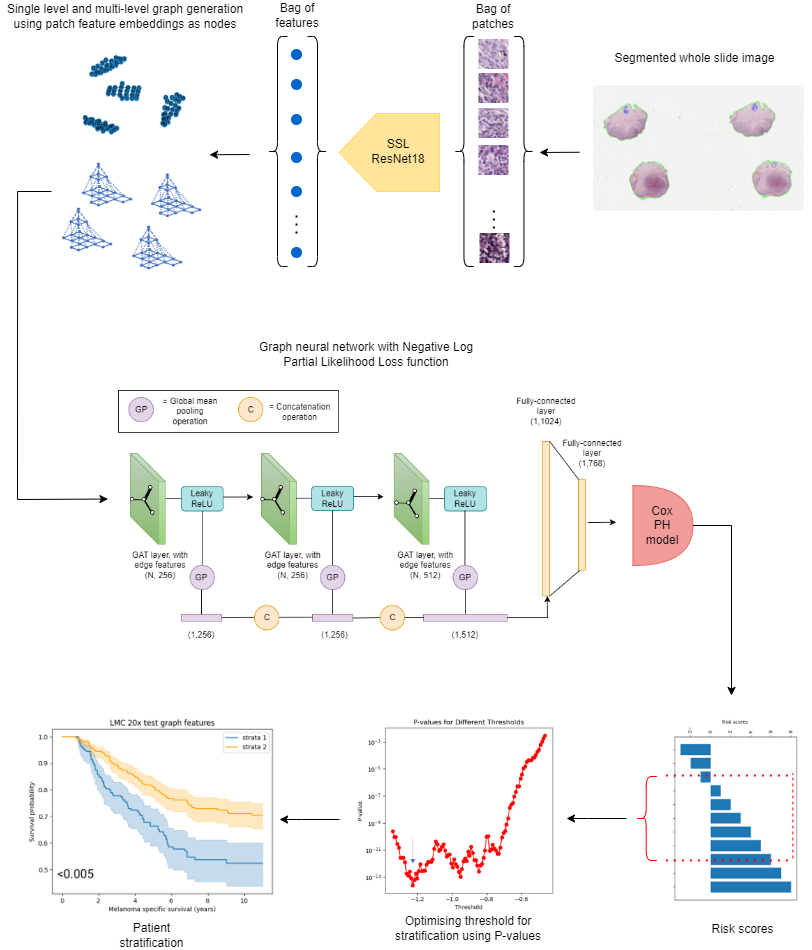 Single level and multi-level graph generation
using patch feature embeddings as nodes
Bag of
features
Bag of
patches
Segmented whole slide image
SSL
ResNet18
Graph neural network with Negative Log
Partial Likelihood Loss function
GP
= Global mean
pooling
operation
C
= Concatenation
operation
Fully-connected
layer
(1,1024)
Fully-connected
layer
(1,768)
Leaky
ReLU
Leaky
ReLU
Leaky
ReLU
Cox
PH
model
GAT layer, with
edge features
(N, 256)
GAT layer, with
edge features
(N, 256)
GAT layer, with
edge features
(N, 512)
GP
GP
GP
C
C
(1,256)
(1,256)
(1,512)
LMC 20x test graph features
strata 1
strata 2
Survival probability
1.0
0.9
0.8
0.7
0.6
0.5
<0.005
0 2 4 6 8 10
Melanoma specific survival (years)
Patient
stratification
P-values for Different Thresholds
P-value
10⁻³
10⁻⁵
10⁻⁷
10⁻⁹
10⁻¹¹
10⁻¹³
−1.2 −1.0 −0.8 −0.6
Threshold
Optimising threshold for
stratification using P-values
Risk scores
−2 0 2 4 6 8
Risk scores